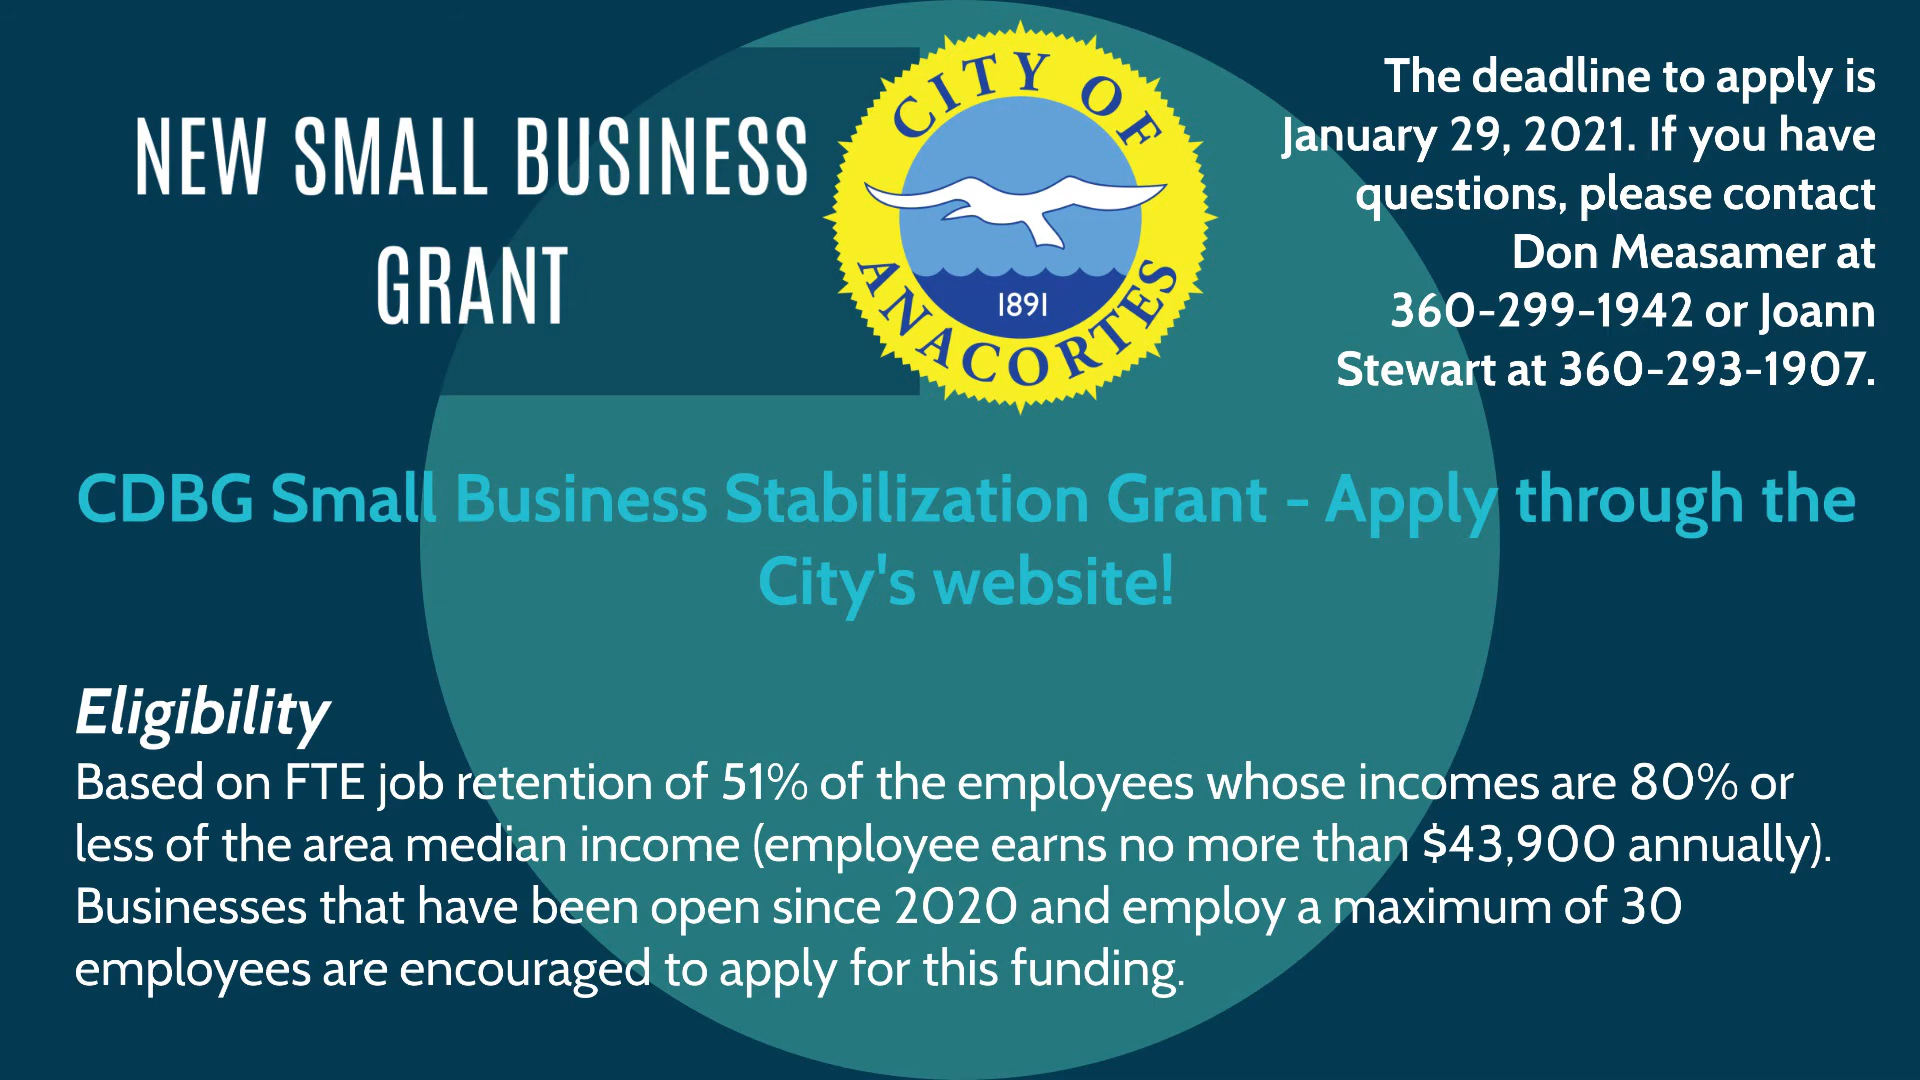 NEW SMALL BUSINESS
GRANT
CITY OF
ANACORTES
1891
The deadline to apply is
January 29, 2021. If you have
questions, please contact
Don Measamer at
360-299-1942 or Joann
Stewart at 360-293-1907.
CDBG Small Business Stabilization Grant - Apply through the
City's website!
Eligibility
Based on FTE job retention of 51% of the employees whose incomes are 80% or
less of the area median income (employee earns no more than $43,900 annually).
Businesses that have been open since 2020 and employ a maximum of 30
employees are encouraged to apply for this funding.